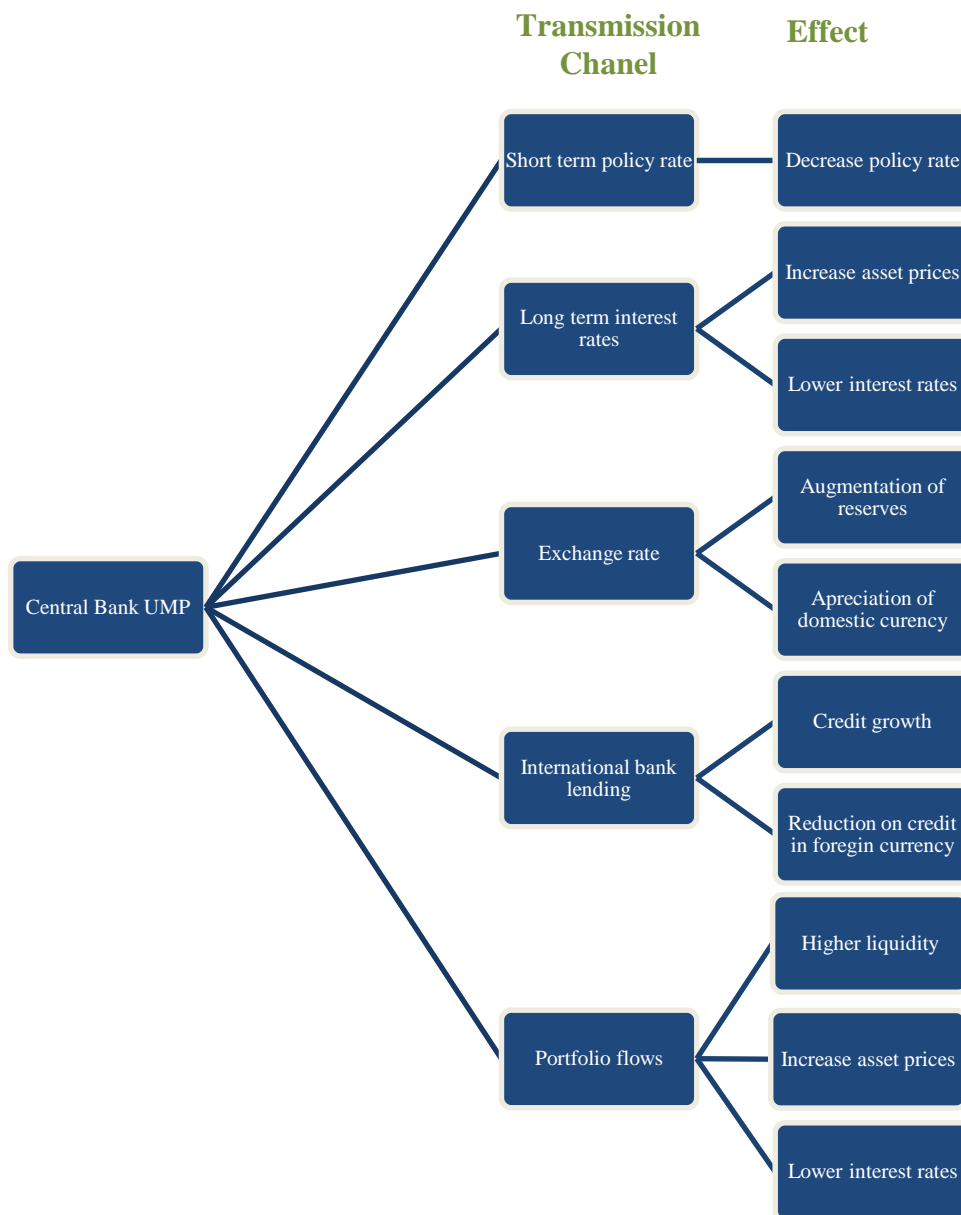 Transmission
Chanel
Effect
Short term policy rate
Decrease policy rate
Increase asset prices
Long term interest
rates
Lower interest rates
Augmentation of
reserves
Exchange rate
Apreciation of
domestic curency
Central Bank UMP
Credit growth
International bank
lending
Reduction on credit
in foregin currency
Higher liquidity
Portfolio flows
Increase asset prices
Lower interest rates